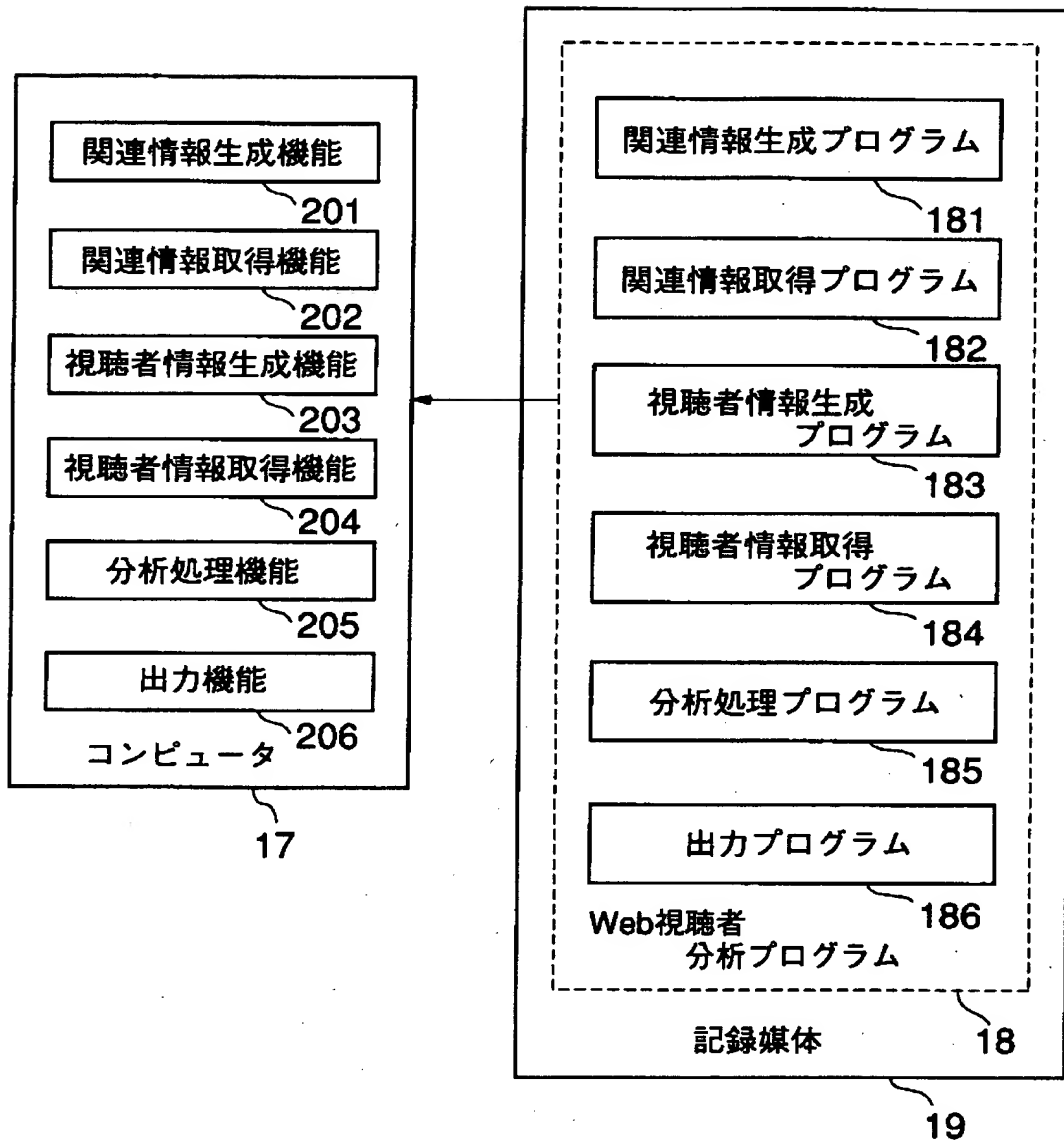 関連情報生成機能
201
関連情報取得機能
202
視聴者情報生成機能
203
視聴者情報取得機能
204
分析処理機能
205
出力機能
206
コンピュータ
17
関連情報生成プログラム
181
関連情報取得プログラム
182
視聴者情報生成
プログラム
183
視聴者情報取得
プログラム
184
分析処理プログラム
185
出力プログラム
186
Web視聴者
分析プログラム
18
記録媒体
19